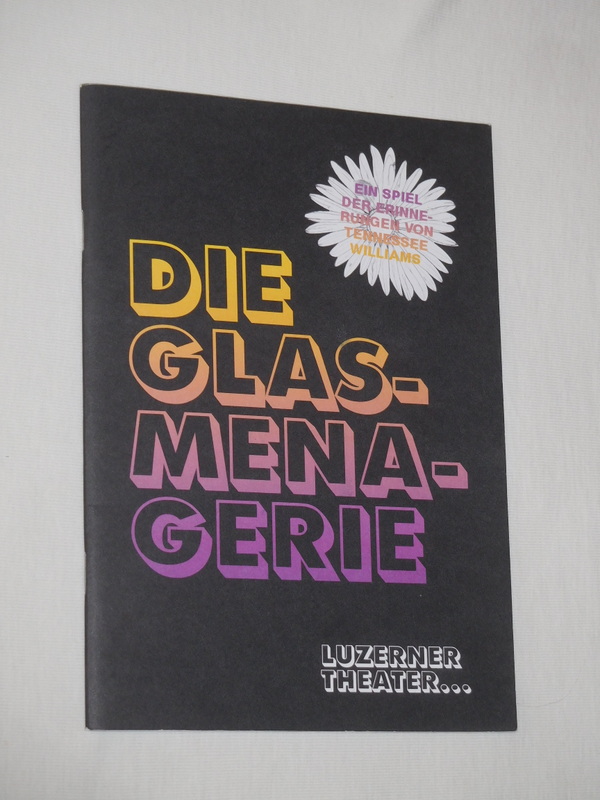 EIN SPIEL
DER ERINNE-
RUNGEN VON
TENNESSEE
WILLIAMS
DIE
GLAS-
MENA-
GERIE
LUZERNER
THEATER...